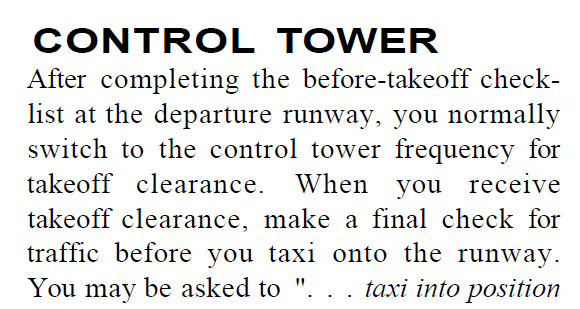 CONTROL TOWER
After completing the before-takeoff check-
list at the departure runway, you normally
switch to the control tower frequency for
takeoff clearance. When you receive
takeoff clearance, make a final check for
traffic before you taxi onto the runway.
You may be asked to ". . . taxi into position